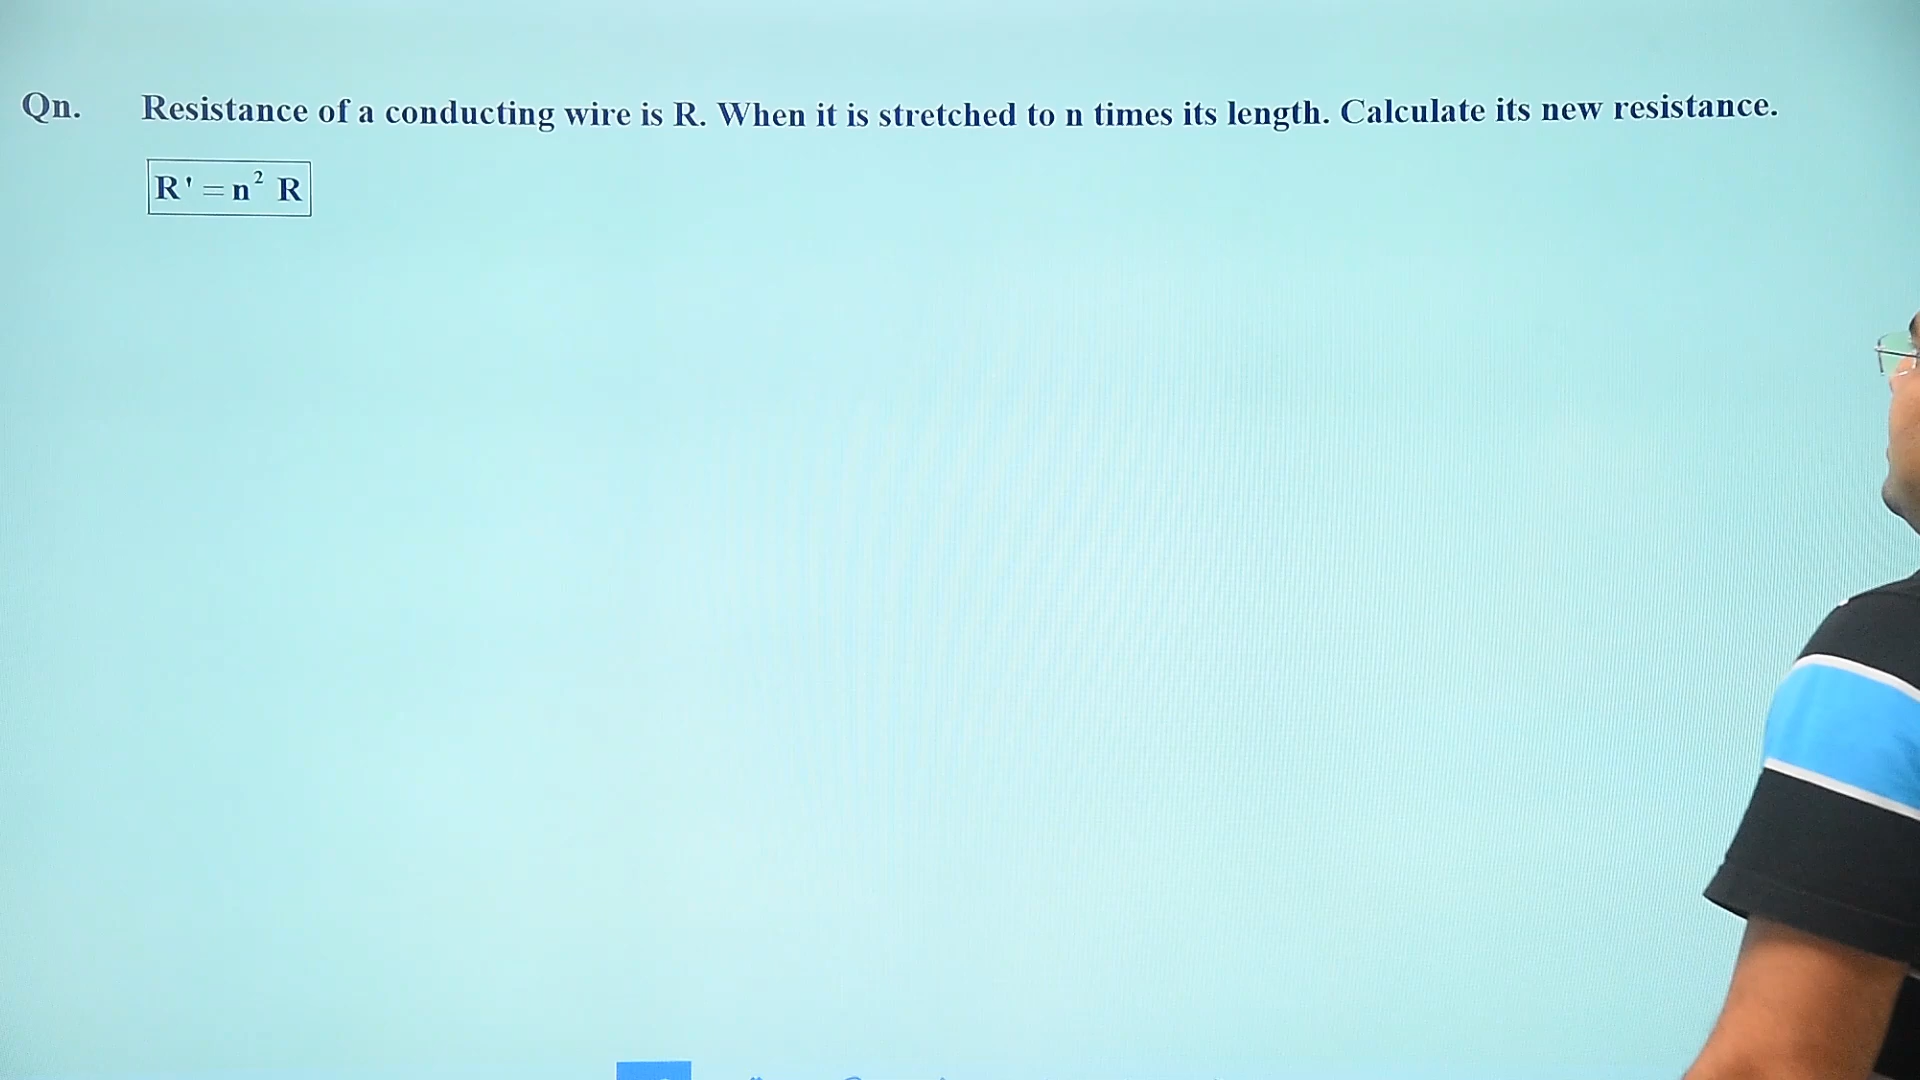 Qn. Resistance of a conducting wire is R. When it is stretched to n times its length. Calculate its new resistance.
R' = n² R